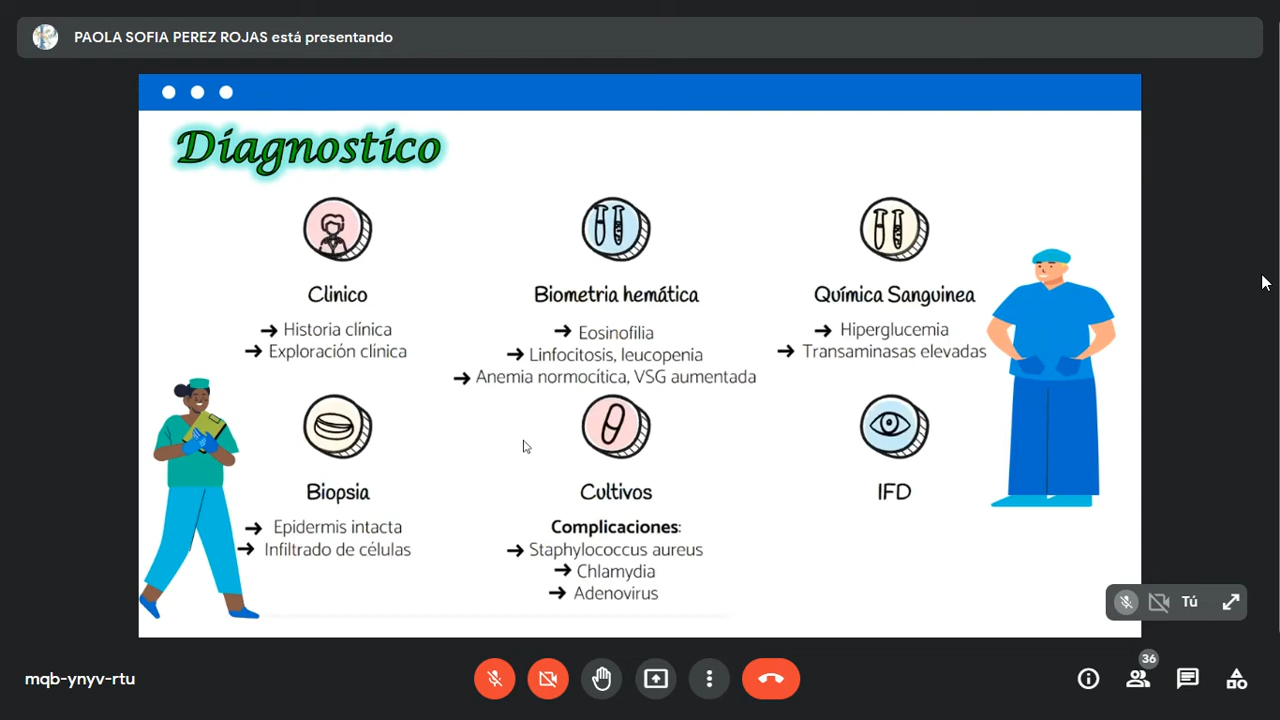 PAOLA SOFIA PEREZ ROJAS está presentando
Diagnostico
Clinico
→ Historia clínica
→ Exploración clínica
Biometria hemática
→ Eosinofilia
→ Linfocitosis, leucopenia
→ Anemia normocítica, VSG aumentada
Química Sanguinea
→ Hiperglucemia
→ Transaminasas elevadas
Biopsia
→ Epidermis intacta
→ Infiltrado de células
Cultivos
Complicaciones:
→ Staphylococcus aureus
→ Chlamydia
→ Adenovirus
IFD
Tú
mqb-ynyv-rtu
36